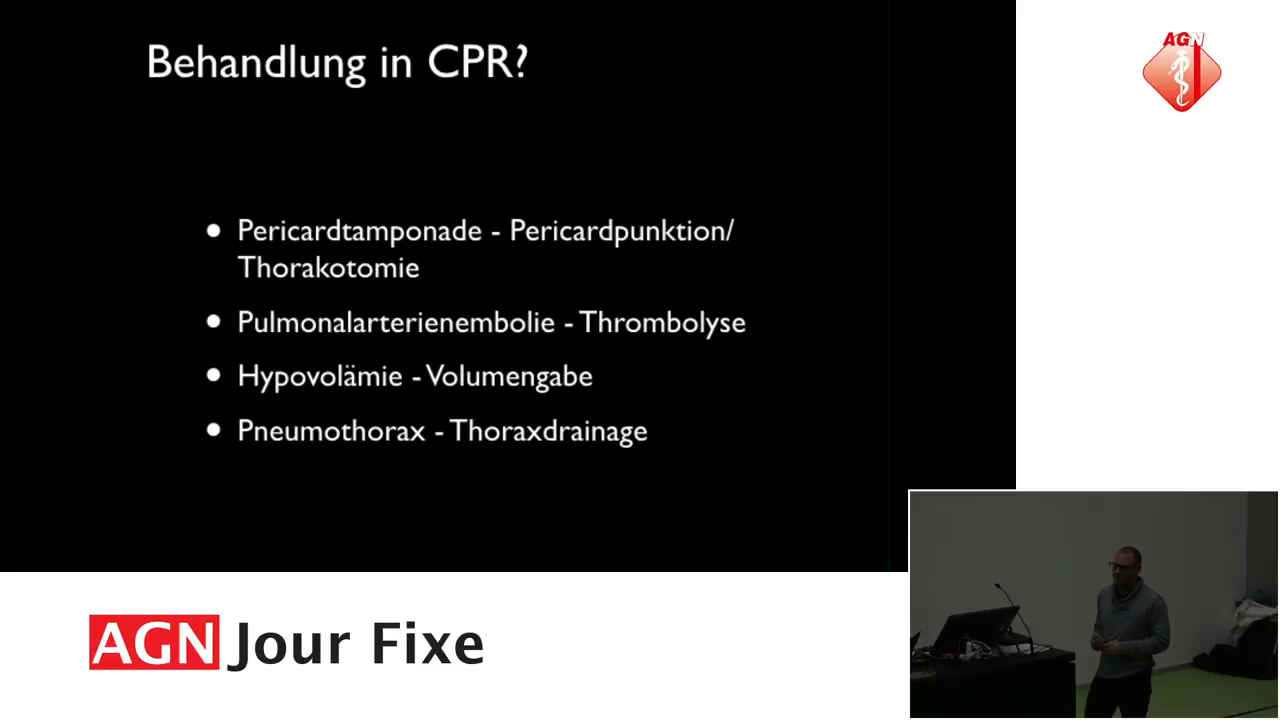 Behandlung in CPR?
AGN
• Pericardtamponade - Pericardpunktion/
Thorakotomie
• Pulmonalarterienembolie - Thrombolyse
• Hypovolämie - Volumengabe
• Pneumothorax - Thoraxdrainage
AGN Jour Fixe